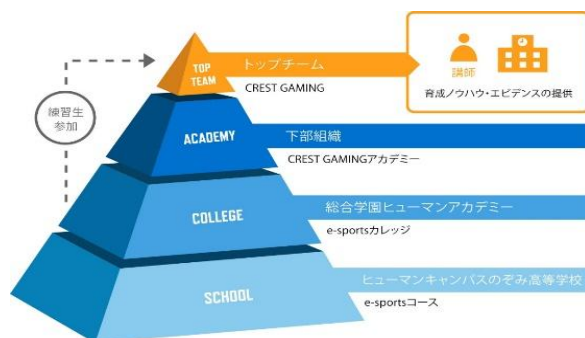 TOP
TEAM
トップチーム
CREST GAMING
講師
育成ノウハウ・エビデンスの提供
練習生
参加
ACADEMY
下部組織
CREST GAMINGアカデミー
COLLEGE
総合学園ヒューマンアカデミー
e-sportsカレッジ
SCHOOL
ヒューマンキャンパスのぞみ高等学校
e-sportsコース